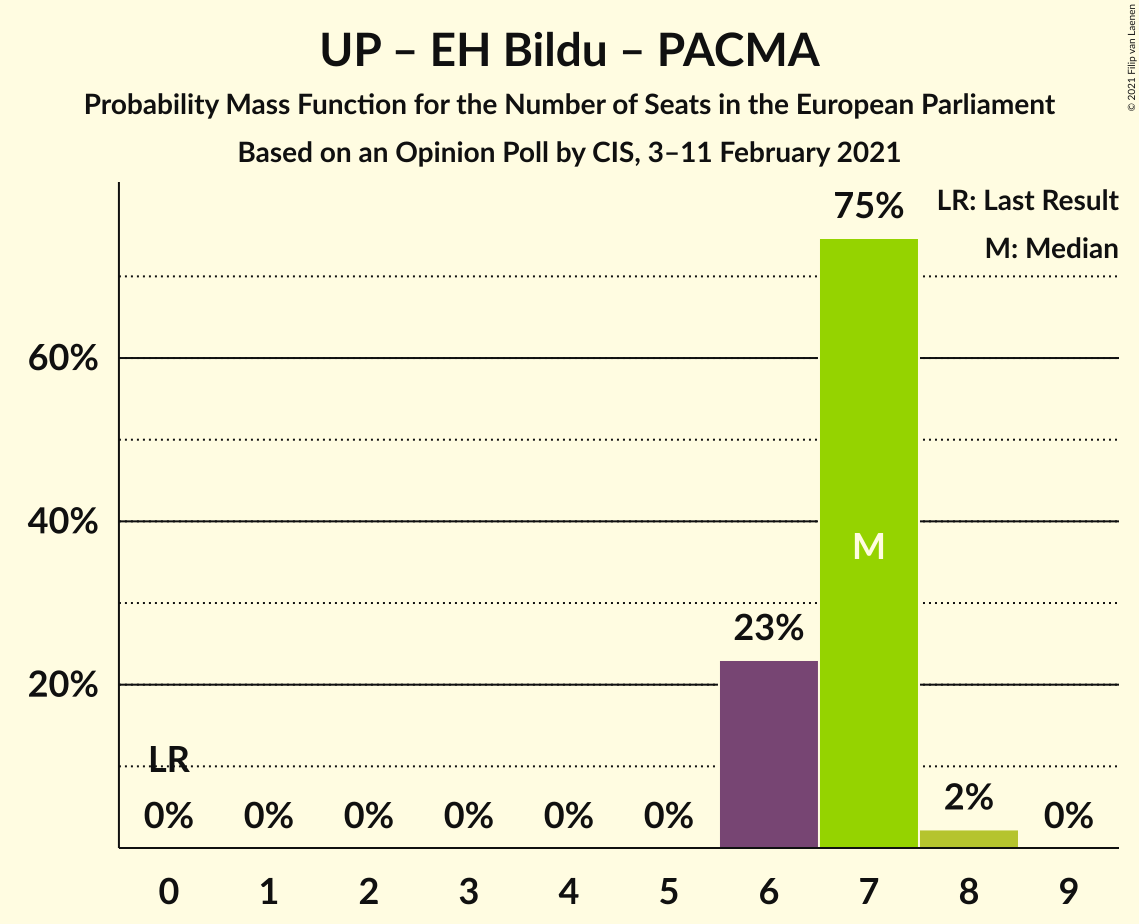 UP – EH Bildu – PACMA
Probability Mass Function for the Number of Seats in the European Parliament
Based on an Opinion Poll by CIS, 3–11 February 2021
© 2021 Filip van Laenen
LR: Last Result
M: Median
75%
60%
40%
M
23%
20%
LR
2%
0% 0% 0% 0% 0% 0% 0%
0 1 2 3 4 5 6 7 8 9